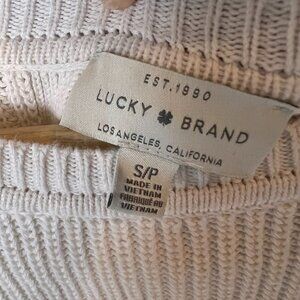 EST.1990
LUCKY BRAND
LOS ANGELES, CALIFORNIA
S/P
MADE IN
VIETNAM
FABRIQUÉ AU
VIETNAM